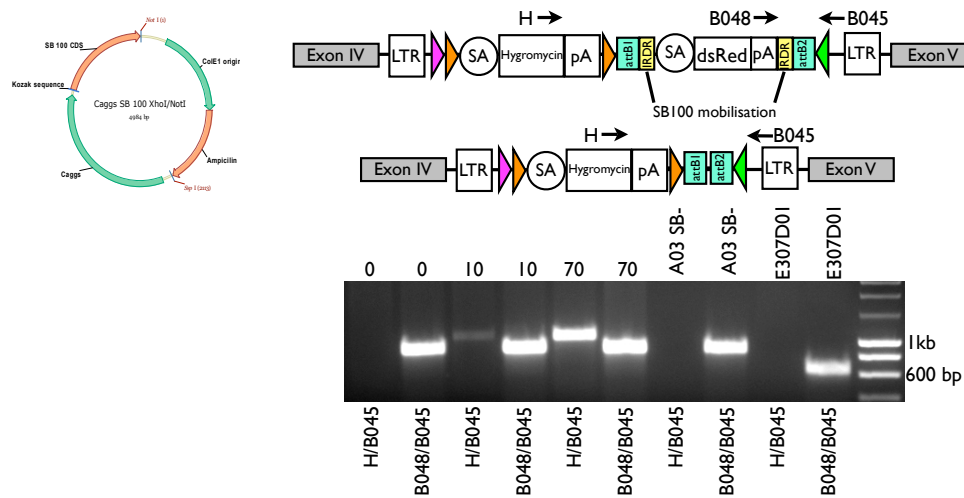 Not I (1)
SB 100 CDS
ColE1 origin
Kozak sequence
Caggs SB 100 XhoI/NotI
4984 bp
Ampicilin
Caggs
H
B048
B045
Exon IV
LTR
SA
Hygromycin
pA
attB1
IRDR
SA
dsRed
pA
IRDR
attB2
LTR
Exon V
SB100 mobilisation
H
B045
Exon IV
LTR
SA
Hygromycin
pA
attB1
attB2
LTR
Exon V
0
0
10
10
70
70
A03 SB-
A03 SB-
E307D01
E307D01
1kb
600 bp
H/B045
B048/B045
H/B045
B048/B045
H/B045
B048/B045
H/B045
B048/B045
H/B045
B048/B045